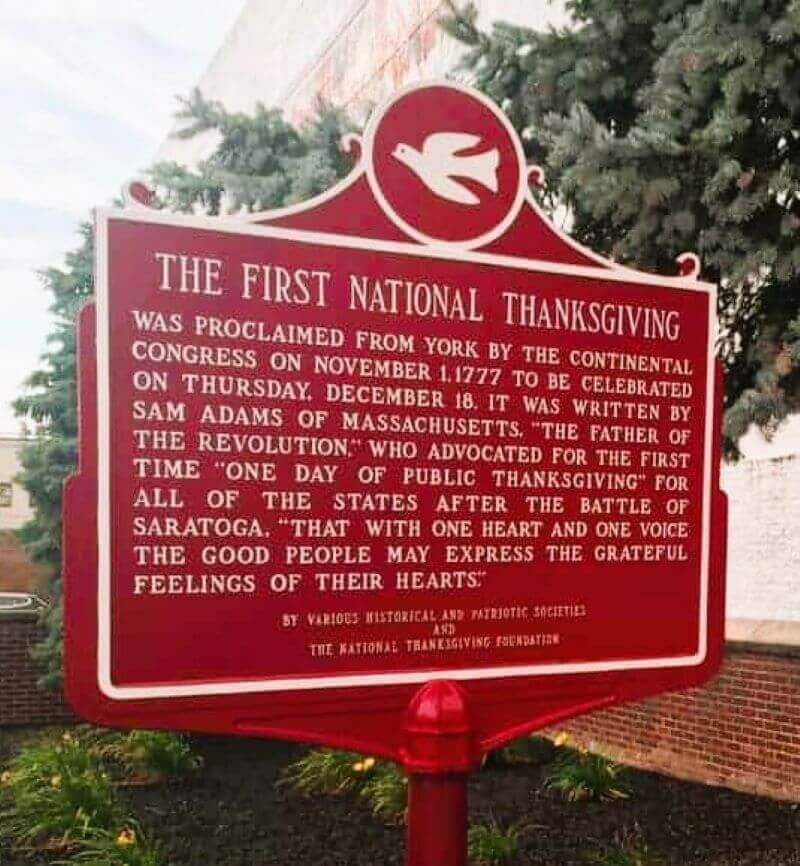 THE FIRST NATIONAL THANKSGIVING
WAS PROCLAIMED FROM YORK BY THE CONTINENTAL
CONGRESS ON NOVEMBER 1, 1777 TO BE CELEBRATED
ON THURSDAY, DECEMBER 18. IT WAS WRITTEN BY
SAM ADAMS OF MASSACHUSETTS, "THE FATHER OF
THE REVOLUTION," WHO ADVOCATED FOR THE FIRST
TIME "ONE DAY OF PUBLIC THANKSGIVING" FOR
ALL OF THE STATES AFTER THE BATTLE OF
SARATOGA, "THAT WITH ONE HEART AND ONE VOICE
THE GOOD PEOPLE MAY EXPRESS THE GRATEFUL
FEELINGS OF THEIR HEARTS."
BY VARIOUS HISTORICAL AND PATRIOTIC SOCIETIES
AND
THE NATIONAL THANKSGIVING FOUNDATION